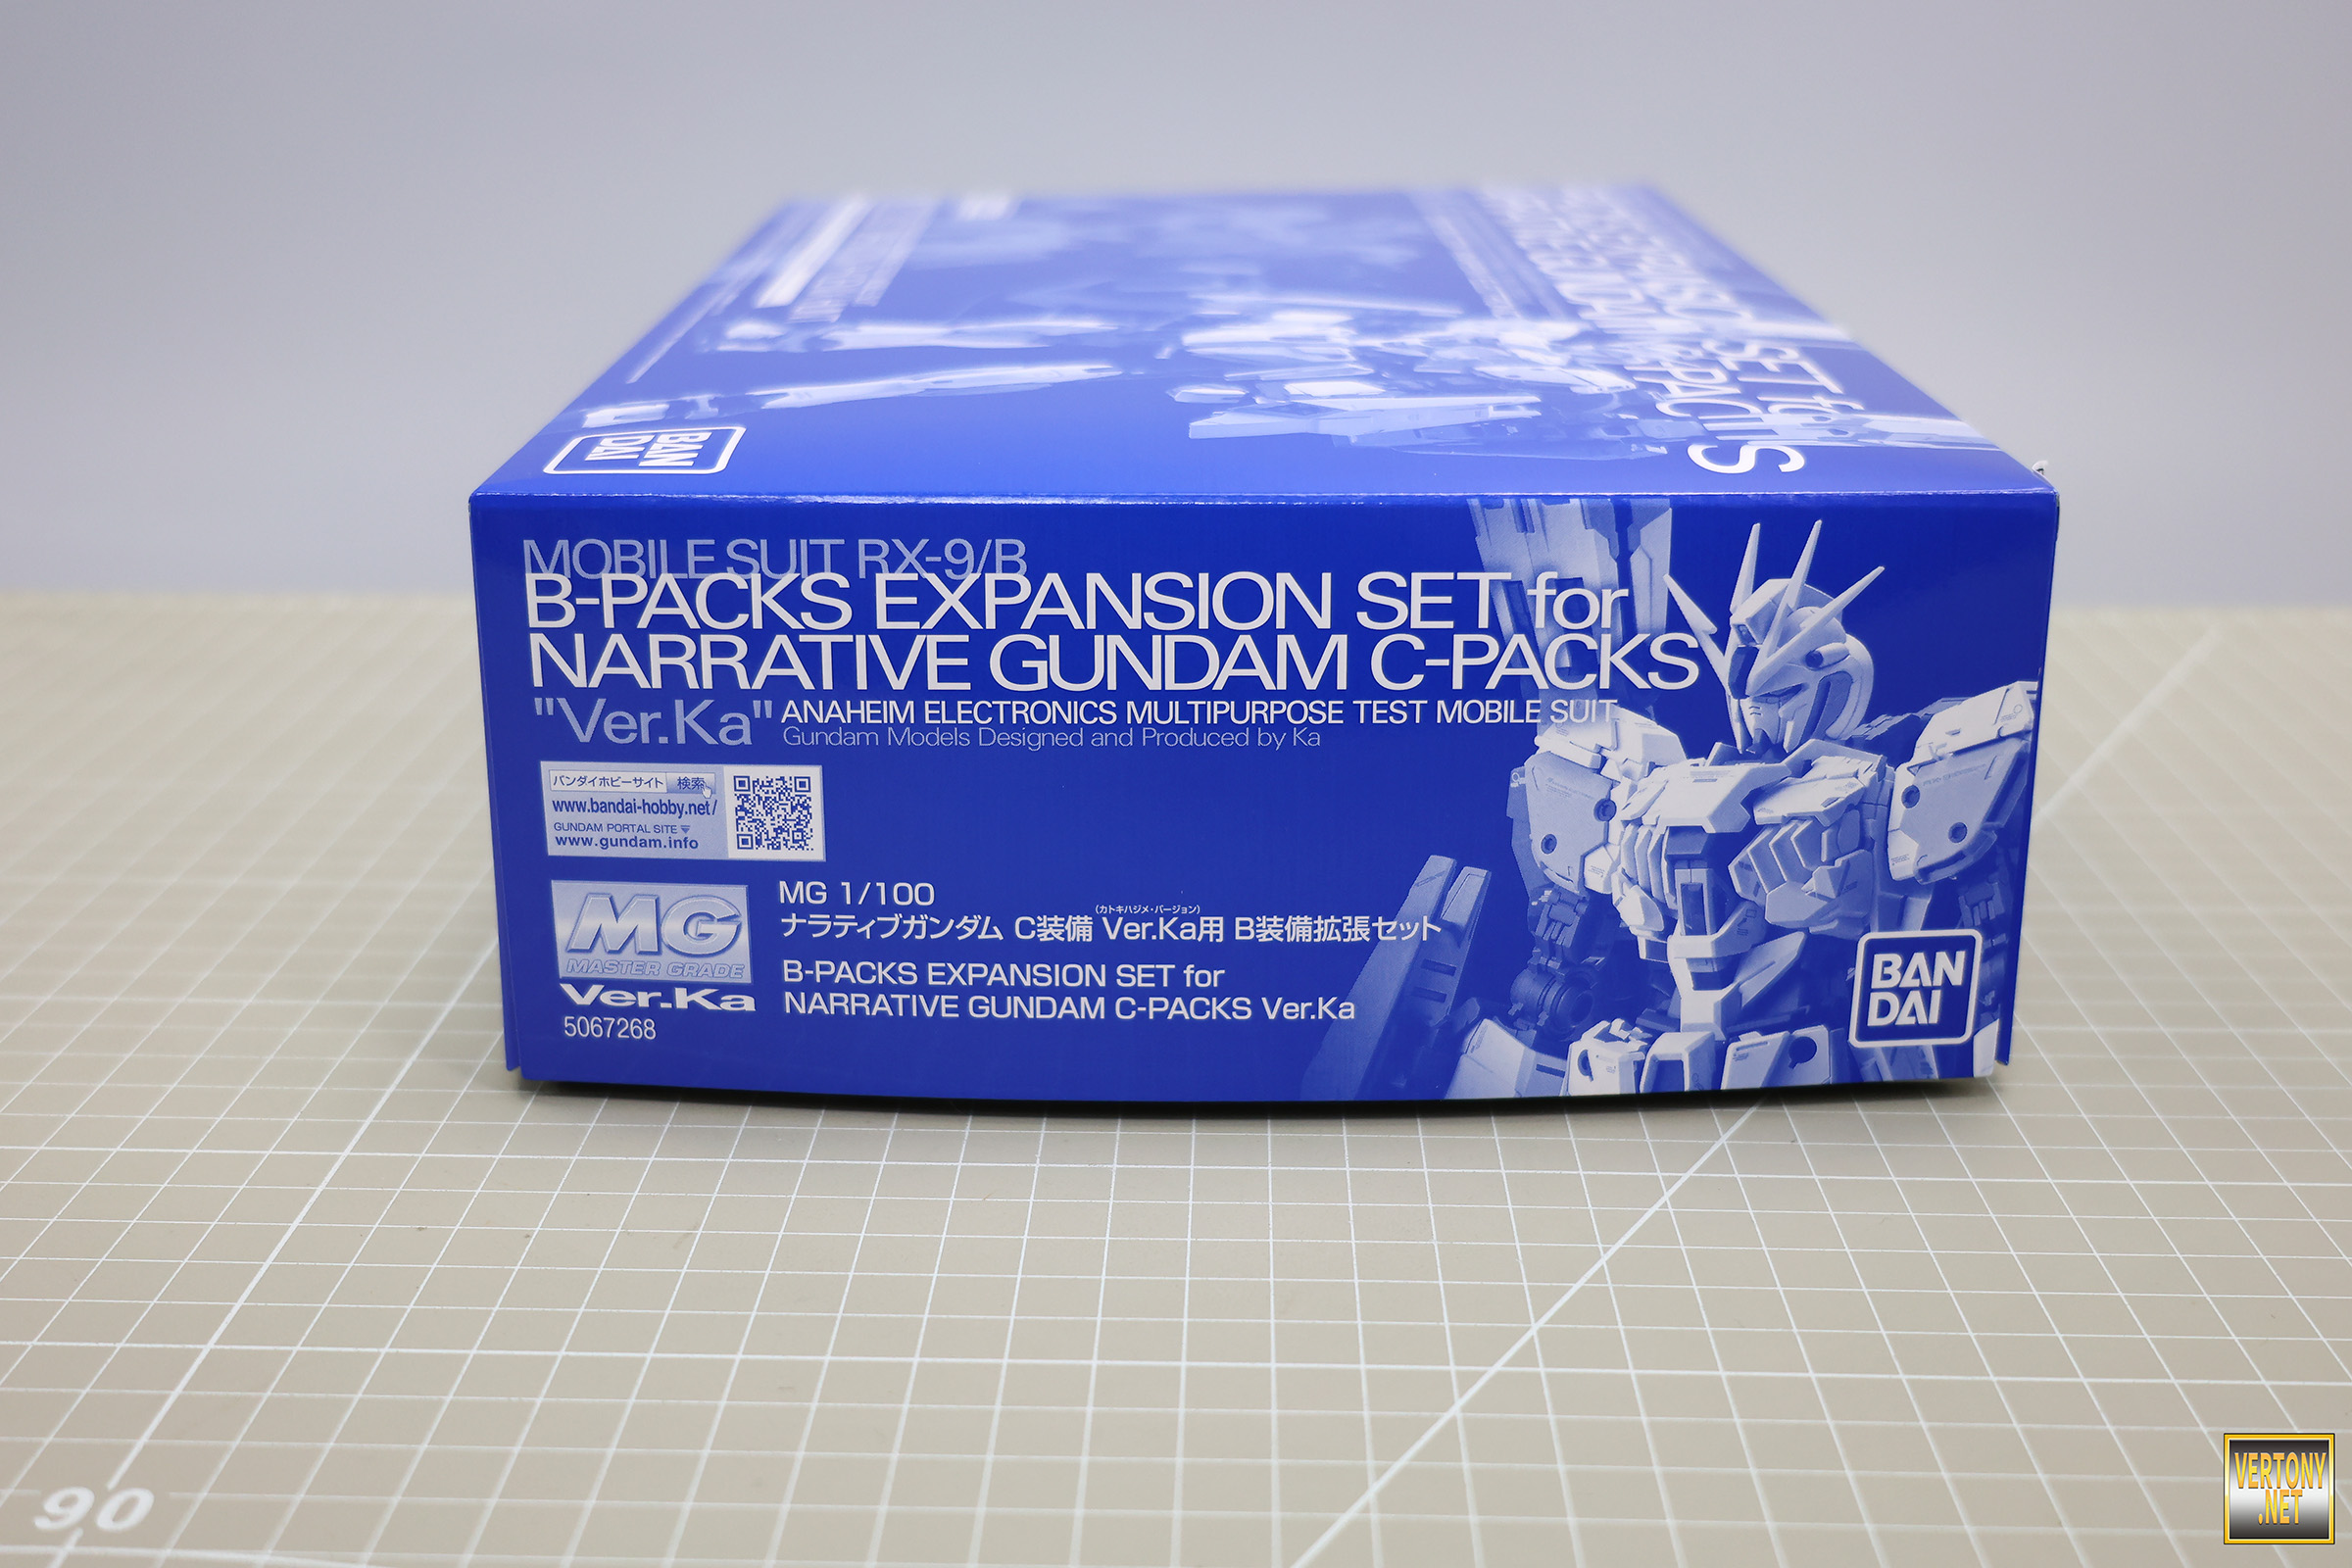 BAN
DAI
SET for
C-PACKS
MOBILE SUIT RX-9/B
B-PACKS EXPANSION SET for
NARRATIVE GUNDAM C-PACKS
"Ver.Ka" ANAHEIM ELECTRONICS MULTIPURPOSE TEST MOBILE SUIT
Gundam Models Designed and Produced by Ka
バンダイホビーサイト 検索
www.bandai-hobby.net/
GUNDAM PORTAL SITE
www.gundam.info
MG
MASTER GRADE
Ver.Ka
5067268
MG 1/100
(カトキハジメ・バージョン)
ナラティブガンダム C装備 Ver.Ka用 B装備拡張セット
B-PACKS EXPANSION SET for
NARRATIVE GUNDAM C-PACKS Ver.Ka
BAN
DAI
90
VERTONY
.NET